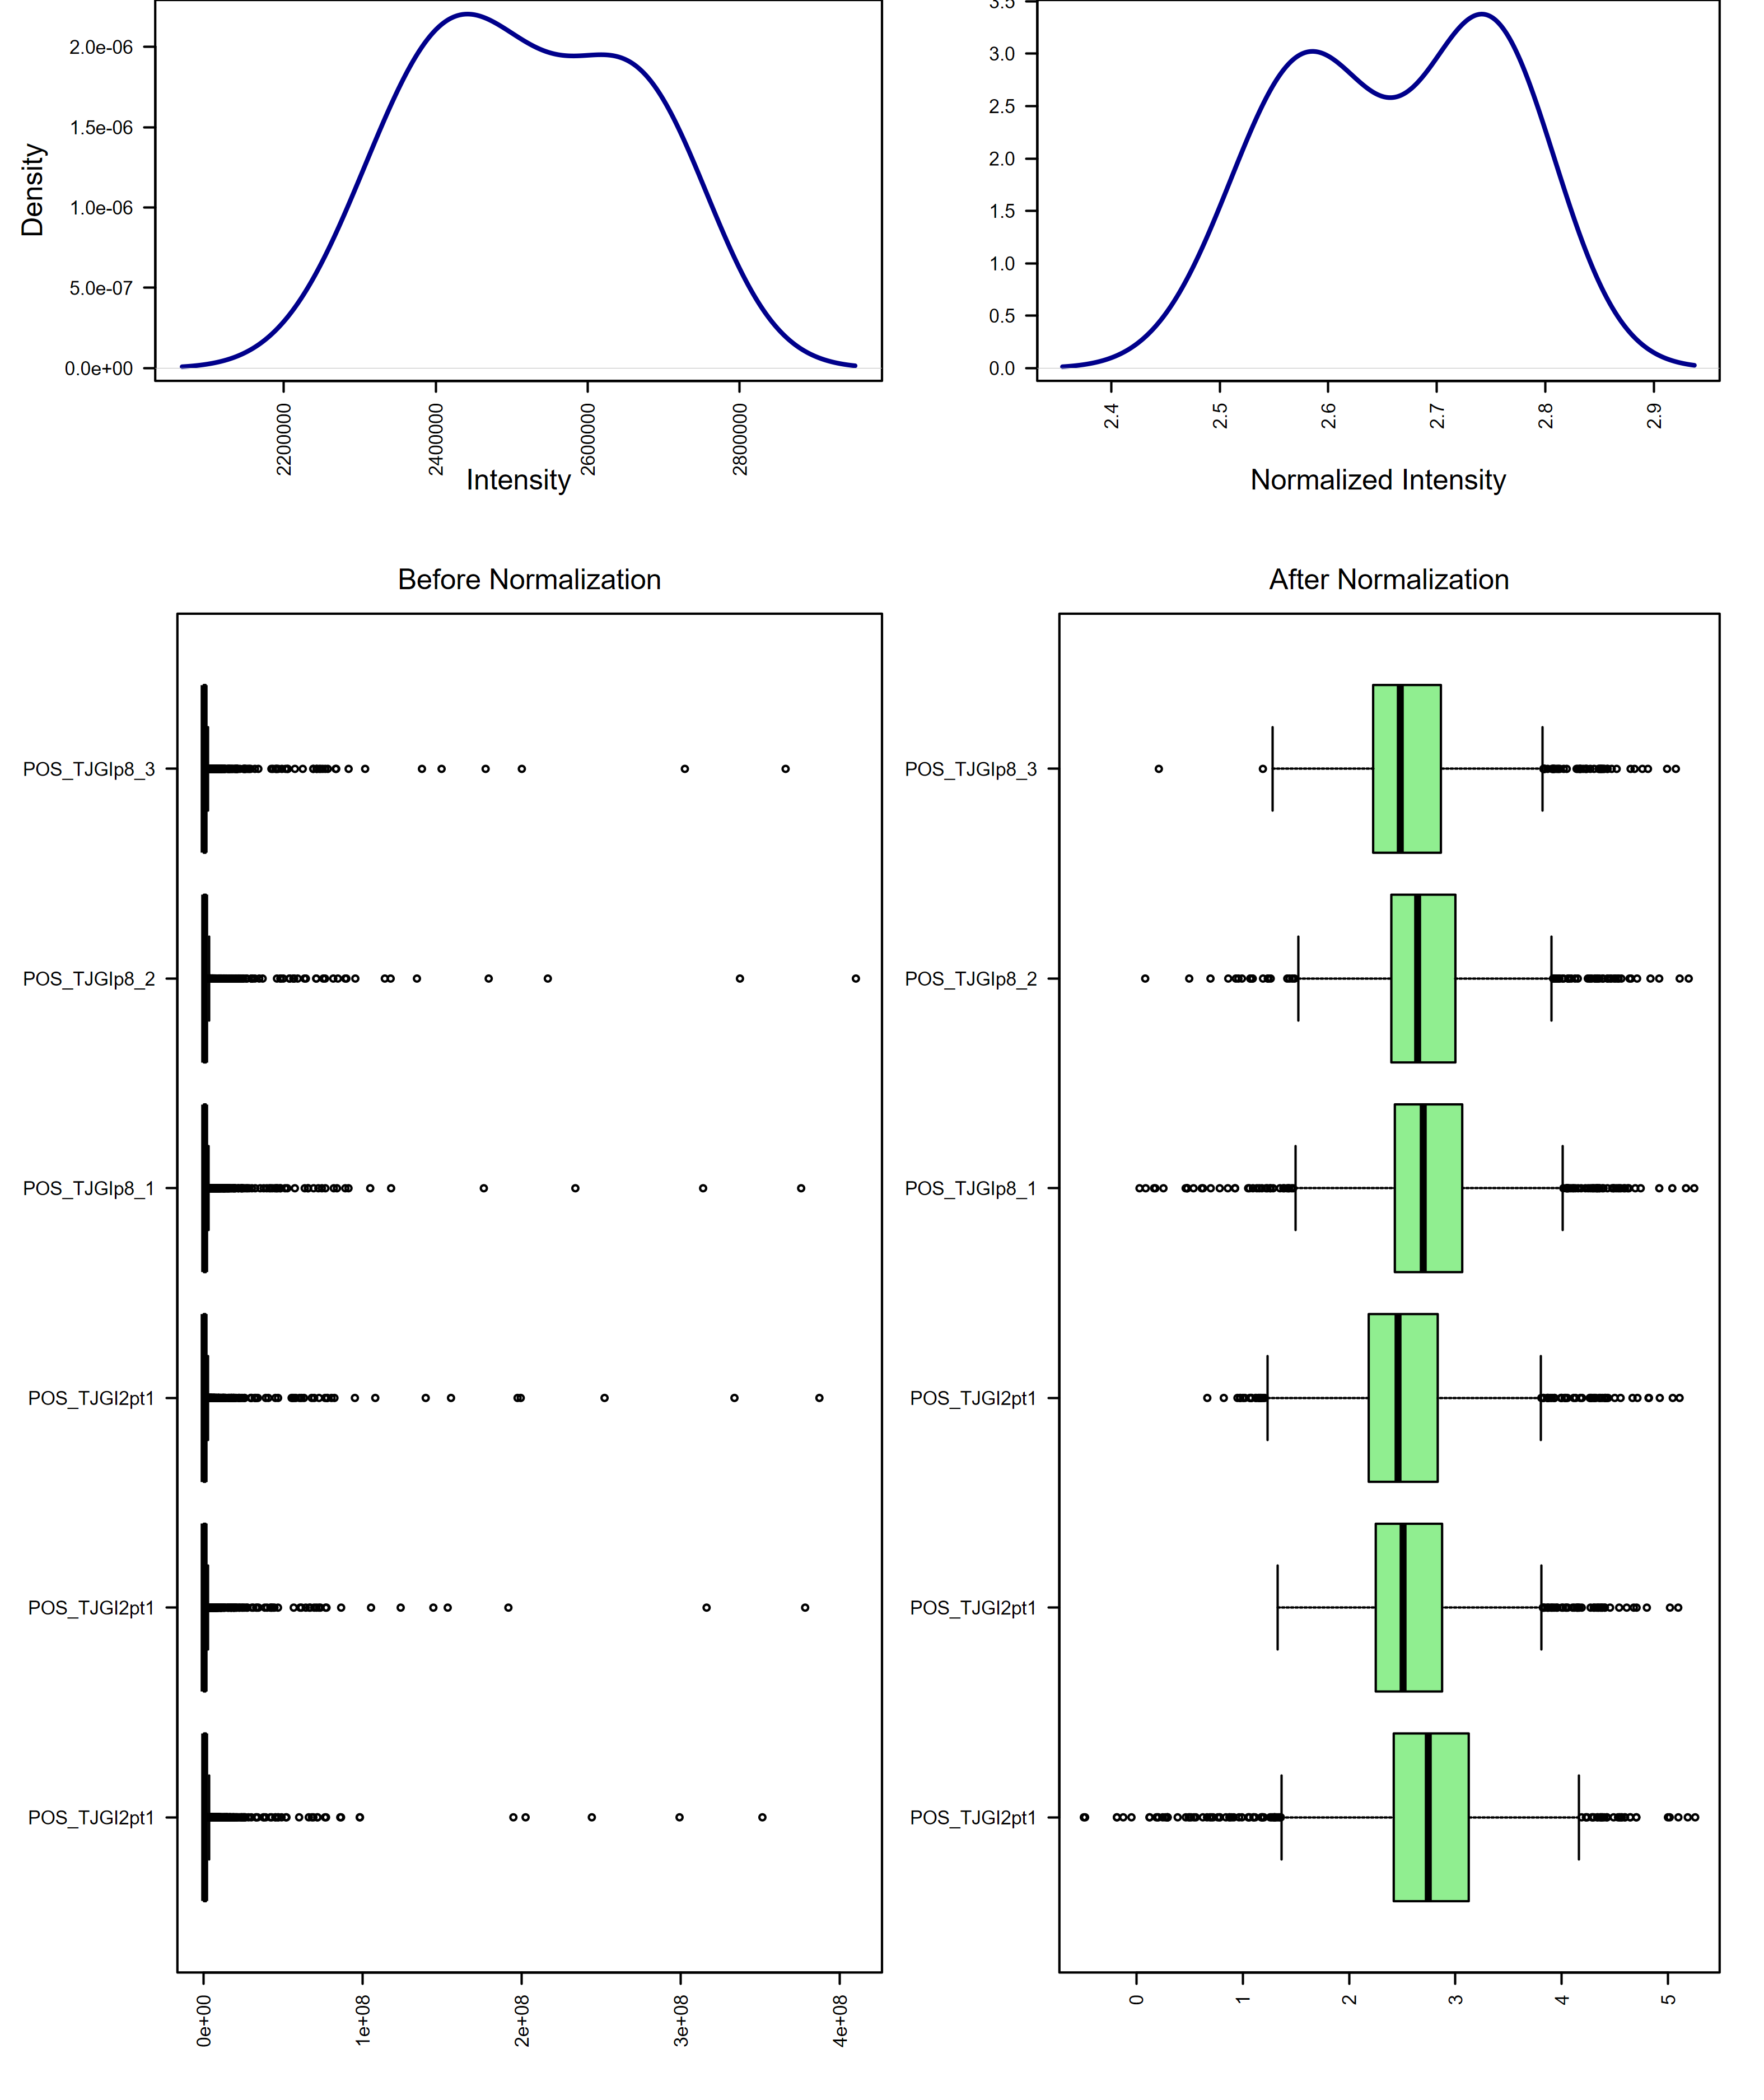 Density
2.0e-06
1.5e-06
1.0e-06
5.0e-07
0.0e+00
2200000
2400000
2600000
2800000
Intensity
3.5
3.0
2.5
2.0
1.5
1.0
0.5
0.0
2.4
2.5
2.6
2.7
2.8
2.9
Normalized Intensity
Before Normalization
POS_TJGIp8_3
POS_TJGIp8_2
POS_TJGIp8_1
POS_TJGI2pt1
POS_TJGI2pt1
POS_TJGI2pt1
0e+00
1e+08
2e+08
3e+08
4e+08
After Normalization
POS_TJGIp8_3
POS_TJGIp8_2
POS_TJGIp8_1
POS_TJGI2pt1
POS_TJGI2pt1
POS_TJGI2pt1
0
1
2
3
4
5